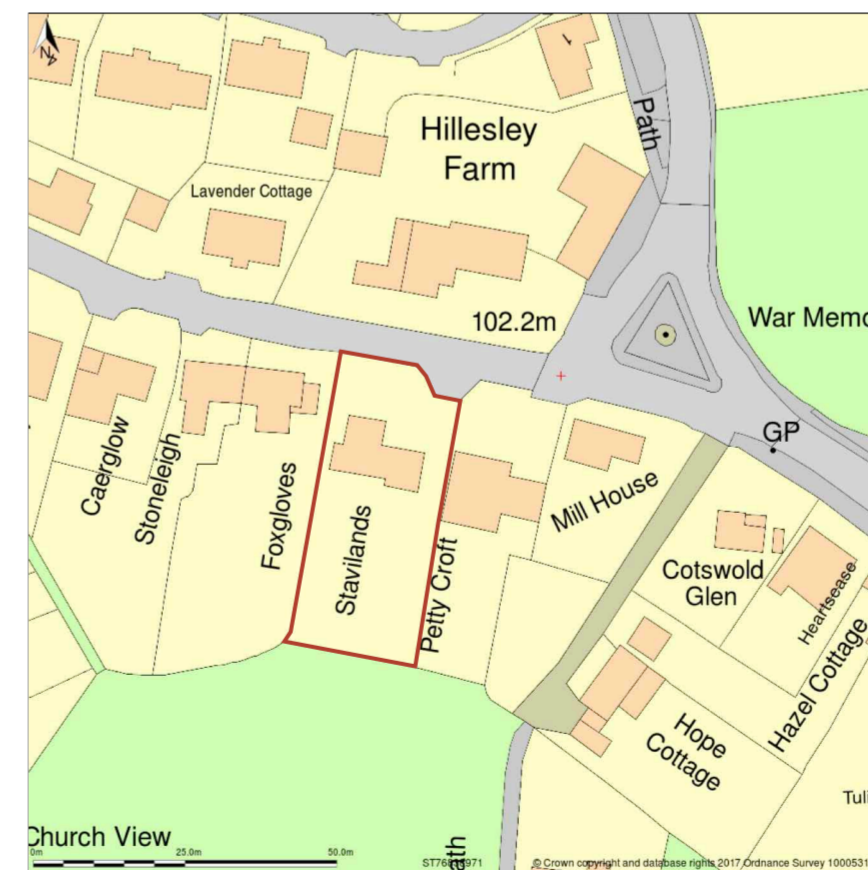 N
1
Path
Hillesley
Farm
Lavender Cottage
102.2m
War Memo
GP
Caerglow
Stoneleigh
Foxgloves
Stavilands
Petty Croft
Mill House
Cotswold
Glen
Heartsease
Hazel Cottage
Hope
Cottage
Tuli
Church View
0m
25.0m
50.0m
ath
© Crown copyright and database rights 2017 Ordnance Survey 1000531